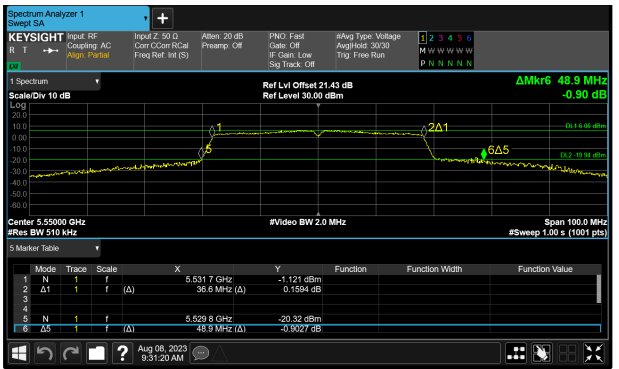 Spectrum Analyzer 1
Swept SA
+
KEYSIGHT Input: RF Input Z: 50 Ω Atten: 20 dB PNO: Fast #Avg Type: Voltage 1 2 3 4 5 6
R T Coupling: AC Corr CCorr RCal Preamp: Off Gate: Off Avg|Hold: 30/30 M W W W W W
Align: Partial Freq Ref: Int (S) IF Gain: Low Trig: Free Run
Sig Track: Off P N N N N N
1 Spectrum
Scale/Div 10 dB
Ref Lvl Offset 21.43 dB
Ref Level 30.00 dBm
ΔMkr6 48.9 MHz
-0.90 dB
Log
20.0
10.0
0.00
-10.0
-20.0
-30.0
-40.0
-50.0
-60.0
1
2Δ1
DL1 6.06 dBm
5
6Δ5
DL2 -19.94 dBm
Center 5.55000 GHz #Video BW 2.0 MHz Span 100.0 MHz
#Res BW 510 kHz #Sweep 1.00 s (1001 pts)
5 Marker Table
Mode Trace Scale X Y Function Function Width Function Value
1 N 1 f 5.531 7 GHz -1.121 dBm
2 Δ1 1 f (Δ) 36.6 MHz (Δ) 0.1594 dB
3
4
5 N 1 f 5.529 8 GHz -20.32 dBm
6 Δ5 1 f (Δ) 48.9 MHz (Δ) -0.9027 dB
?
Aug 08, 2023
9:31:20 AM